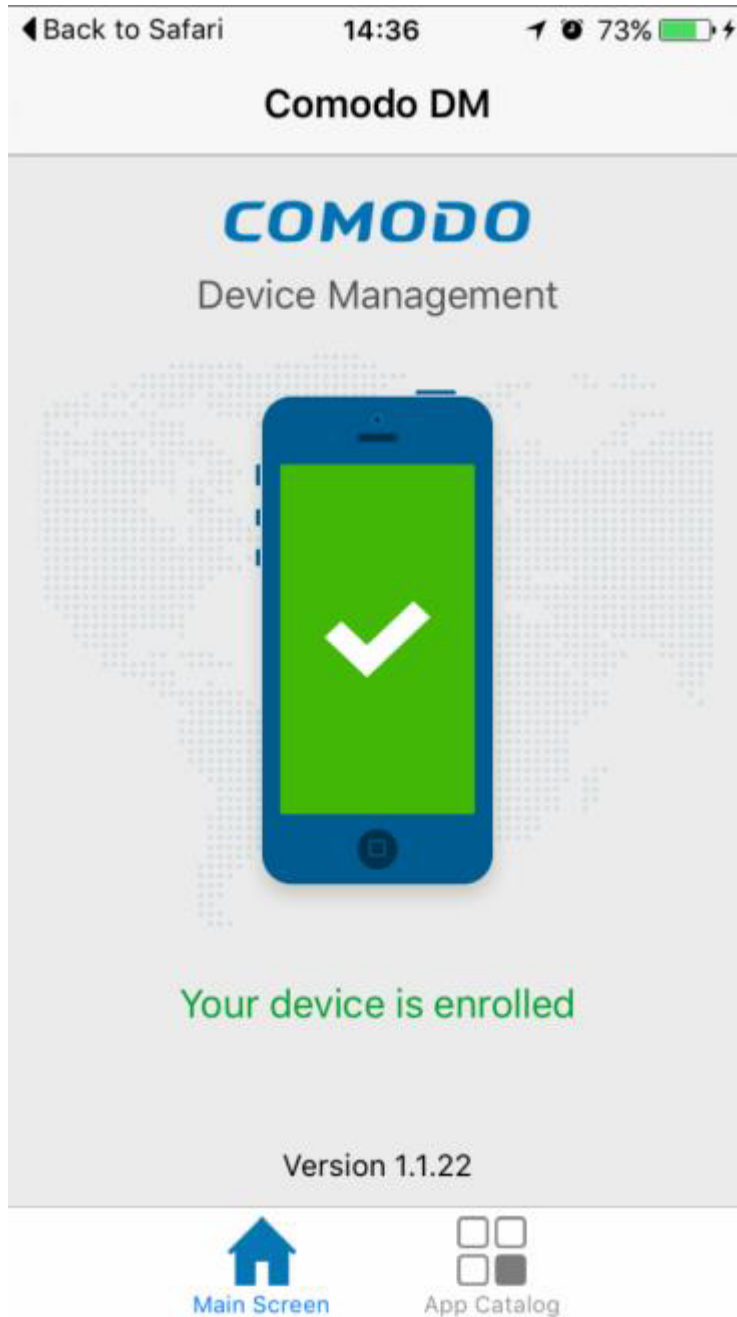 Back to Safari 14:36 73%
Comodo DM
COMODO
Device Management
Your device is enrolled
Version 1.1.22
Main Screen App Catalog